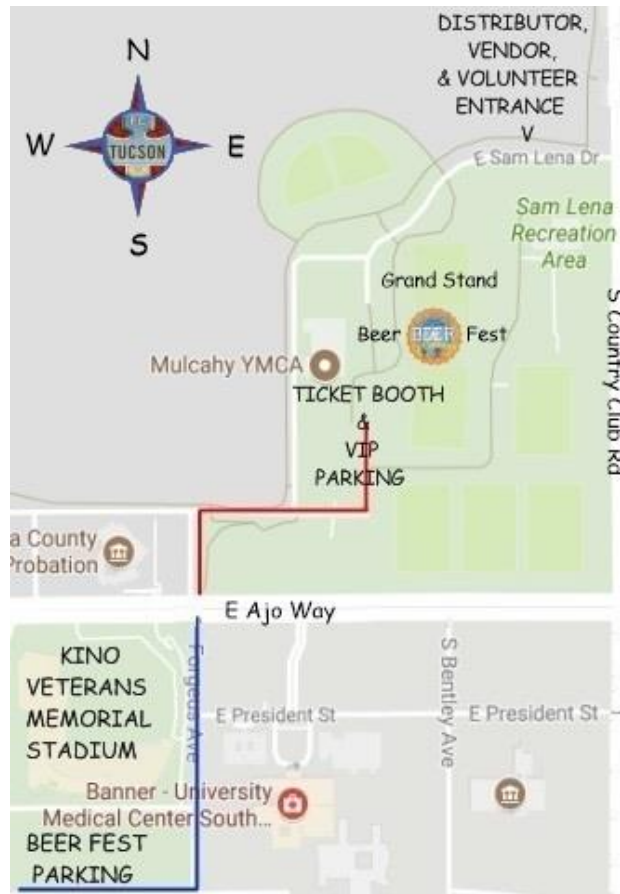 DISTRIBUTOR,
VENDOR,
& VOLUNTEER
ENTRANCE
V
N
W
E
S
FC
TUCSON
E Sam Lena Dr
Sam Lena
Recreation
Area
Grand Stand
Beer BEER Fest
S Country Club Rd
Mulcahy YMCA
TICKET BOOTH
&
VIP
PARKING
a County
Probation
E Ajo Way
KINO
VETERANS
MEMORIAL
STADIUM
Forgeus Ave
S Bentley Ave
E President St
E President St
Banner - University
Medical Center South...
BEER FEST
PARKING